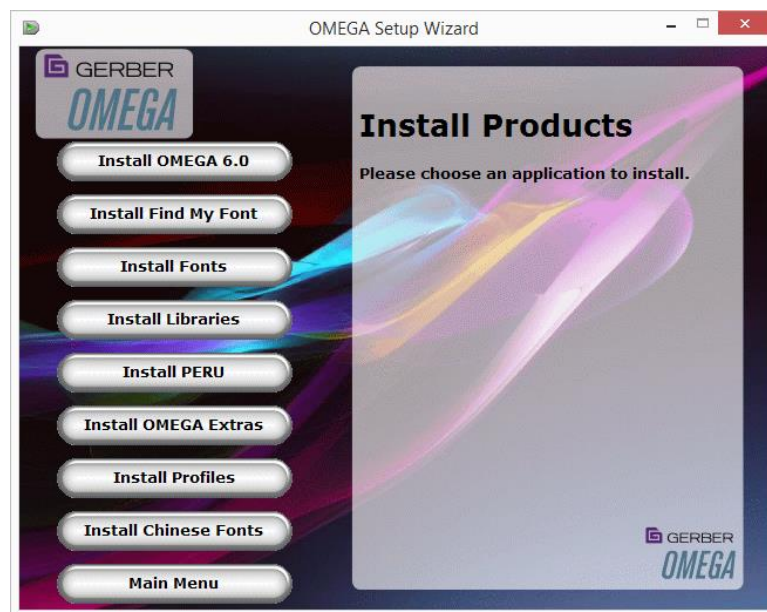 OMEGA Setup Wizard
GERBER
OMEGA
Install OMEGA 6.0
Install Find My Font
Install Fonts
Install Libraries
Install PERU
Install OMEGA Extras
Install Profiles
Install Chinese Fonts
Main Menu
Install Products
Please choose an application to install.
GERBER
OMEGA